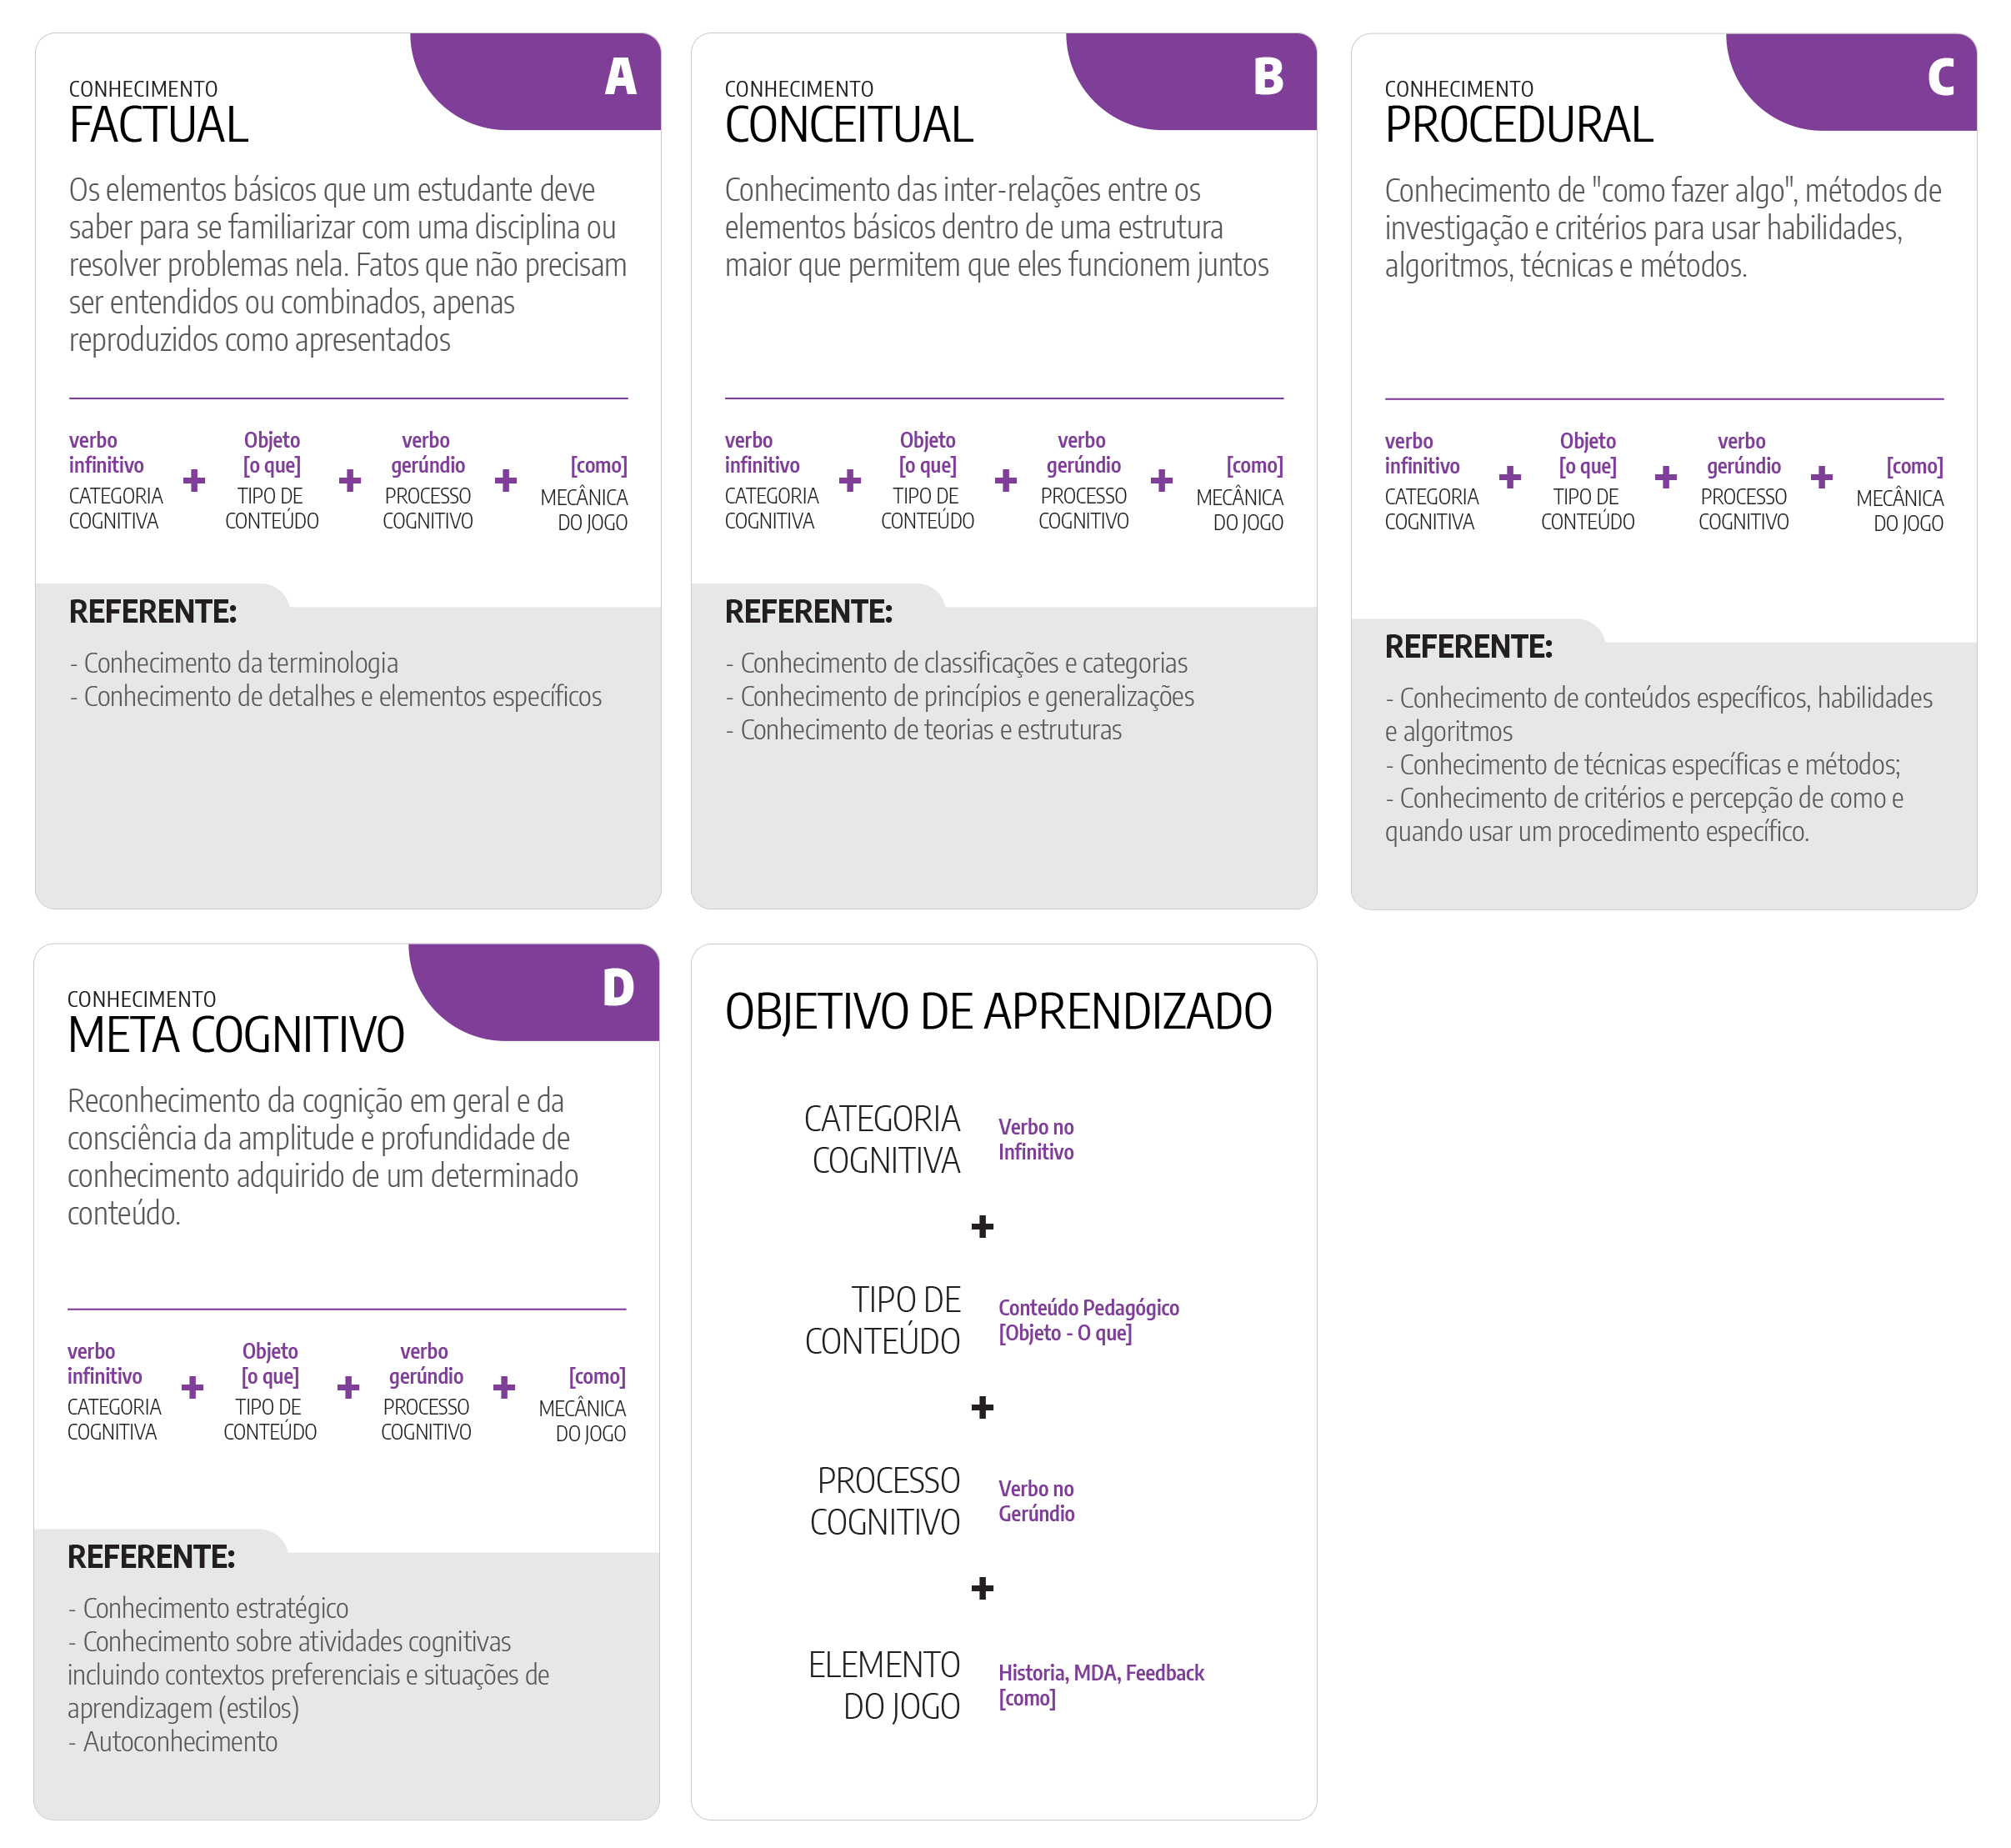 A
CONHECIMENTO
FACTUAL
Os elementos básicos que um estudante deve
saber para se familiarizar com uma disciplina ou
resolver problemas nela. Fatos que não precisam
ser entendidos ou combinados, apenas
reproduzidos como apresentados
verbo
infinitivo
CATEGORIA
COGNITIVA
+
Objeto
[o que]
TIPO DE
CONTEÚDO
+
verbo
gerúndio
PROCESSO
COGNITIVO
+
[como]
MECÂNICA
DO JOGO
REFERENTE:
- Conhecimento da terminologia
- Conhecimento de detalhes e elementos específicos
B
CONHECIMENTO
CONCEITUAL
Conhecimento das inter-relações entre os
elementos básicos dentro de uma estrutura
maior que permitem que eles funcionem juntos
verbo
infinitivo
CATEGORIA
COGNITIVA
+
Objeto
[o que]
TIPO DE
CONTEÚDO
+
verbo
gerúndio
PROCESSO
COGNITIVO
+
[como]
MECÂNICA
DO JOGO
REFERENTE:
- Conhecimento de classificações e categorias
- Conhecimento de princípios e generalizações
- Conhecimento de teorias e estruturas
C
CONHECIMENTO
PROCEDURAL
Conhecimento de "como fazer algo", métodos de
investigação e critérios para usar habilidades,
algoritmos, técnicas e métodos.
verbo
infinitivo
CATEGORIA
COGNITIVA
+
Objeto
[o que]
TIPO DE
CONTEÚDO
+
verbo
gerúndio
PROCESSO
COGNITIVO
+
[como]
MECÂNICA
DO JOGO
REFERENTE:
- Conhecimento de conteúdos específicos, habilidades
e algoritmos
- Conhecimento de técnicas específicas e métodos;
- Conhecimento de critérios e percepção de como e
quando usar um procedimento específico.
D
CONHECIMENTO
META COGNITIVO
Reconhecimento da cognição em geral e da
consciência da amplitude e profundidade de
conhecimento adquirido de um determinado
conteúdo.
verbo
infinitivo
CATEGORIA
COGNITIVA
+
Objeto
[o que]
TIPO DE
CONTEÚDO
+
verbo
gerúndio
PROCESSO
COGNITIVO
+
[como]
MECÂNICA
DO JOGO
REFERENTE:
- Conhecimento estratégico
- Conhecimento sobre atividades cognitivas
incluindo contextos preferenciais e situações de
aprendizagem (estilos)
- Autoconhecimento
OBJETIVO DE APRENDIZADO
CATEGORIA
COGNITIVA
Verbo no
Infinitivo
+
TIPO DE
CONTEÚDO
Conteúdo Pedagógico
[Objeto - O que]
+
PROCESSO
COGNITIVO
Verbo no
Gerúndio
+
ELEMENTO
DO JOGO
Historia, MDA, Feedback
[como]